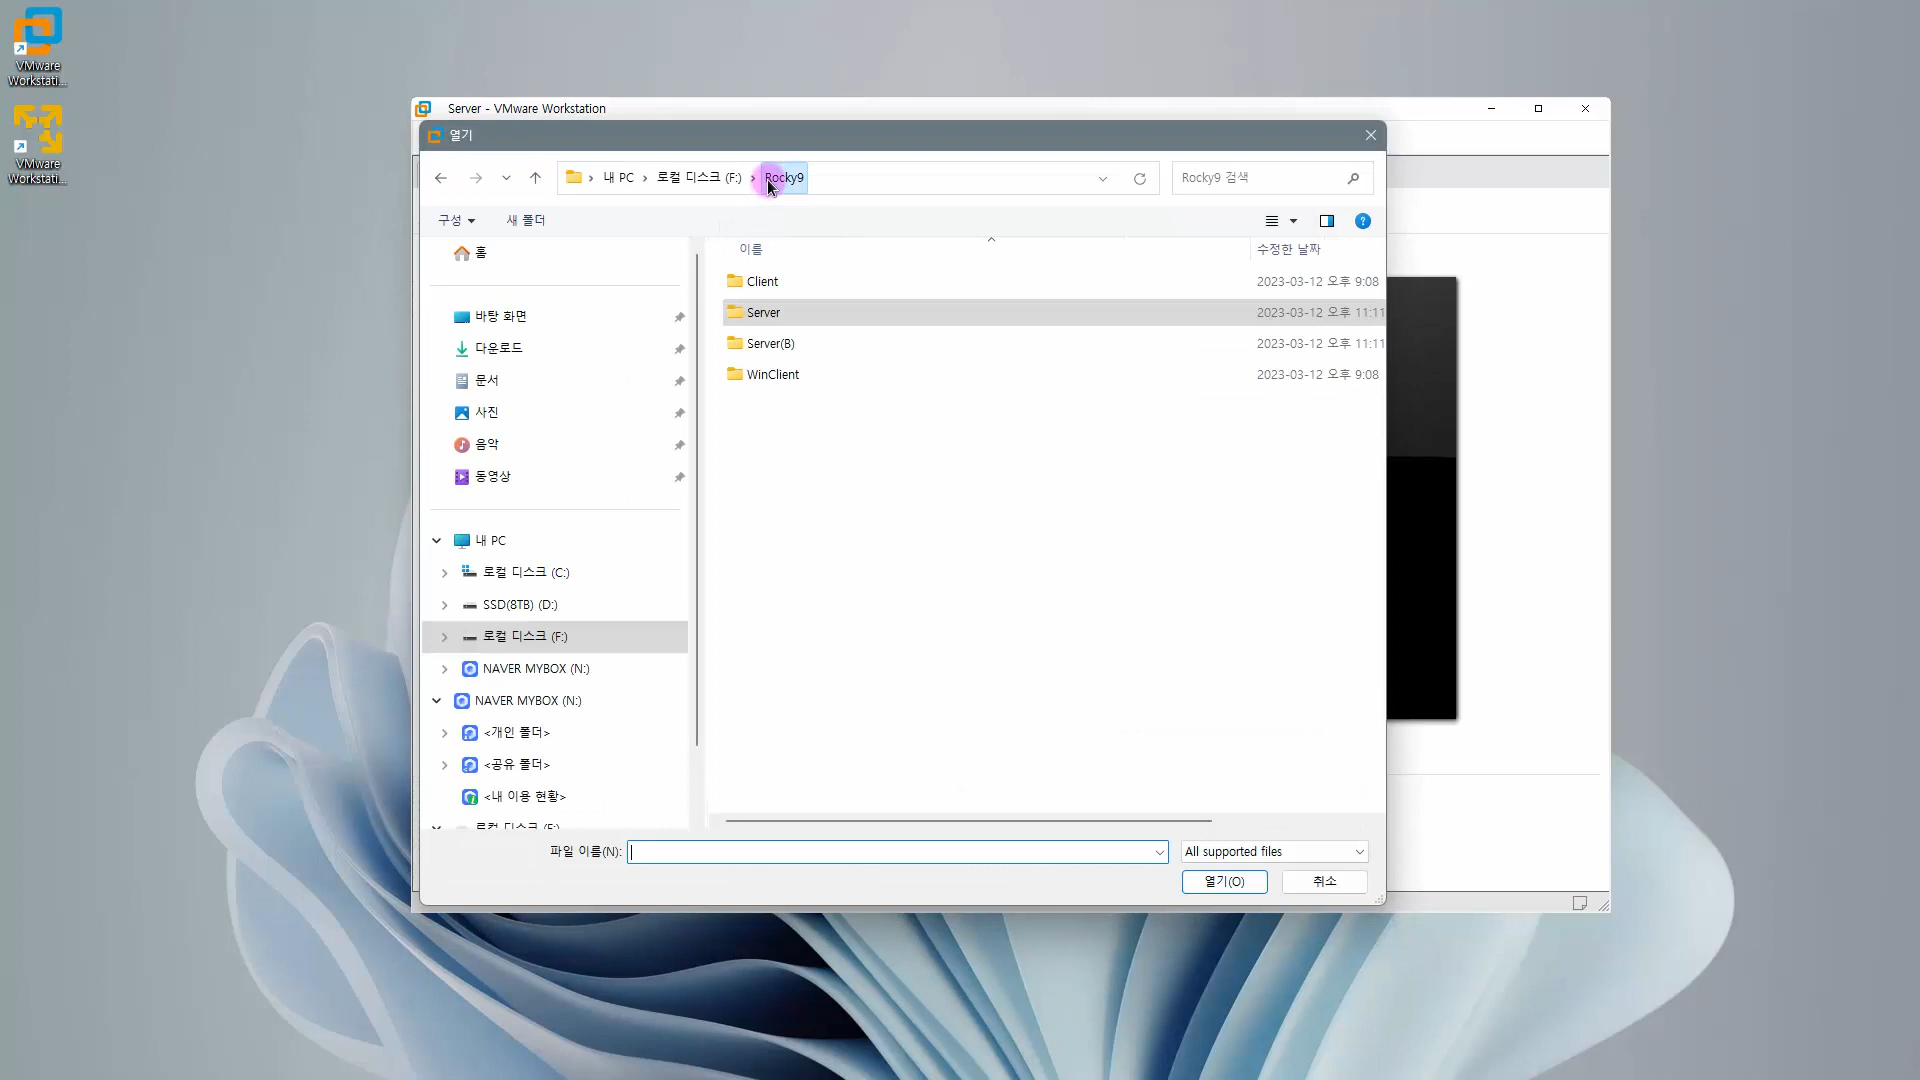 VMware
Workstati...
VMware
Workstati...
Server - VMware Workstation
열기
내 PC
로컬 디스크 (F:)
Rocky9
Rocky9 검색
구성
새 폴더
홈
바탕 화면
다운로드
문서
사진
음악
동영상
내 PC
로컬 디스크 (C:)
SSD(8TB) (D:)
로컬 디스크 (F:)
NAVER MYBOX (N:)
NAVER MYBOX (N:)
<개인 폴더>
<공유 폴더>
<내 이용 현황>
이름
수정한 날짜
Client
2023-03-12 오후 9:08
Server
2023-03-12 오후 11:11
Server(B)
2023-03-12 오후 11:11
WinClient
2023-03-12 오후 9:08
파일 이름(N):
All supported files
열기(O)
취소